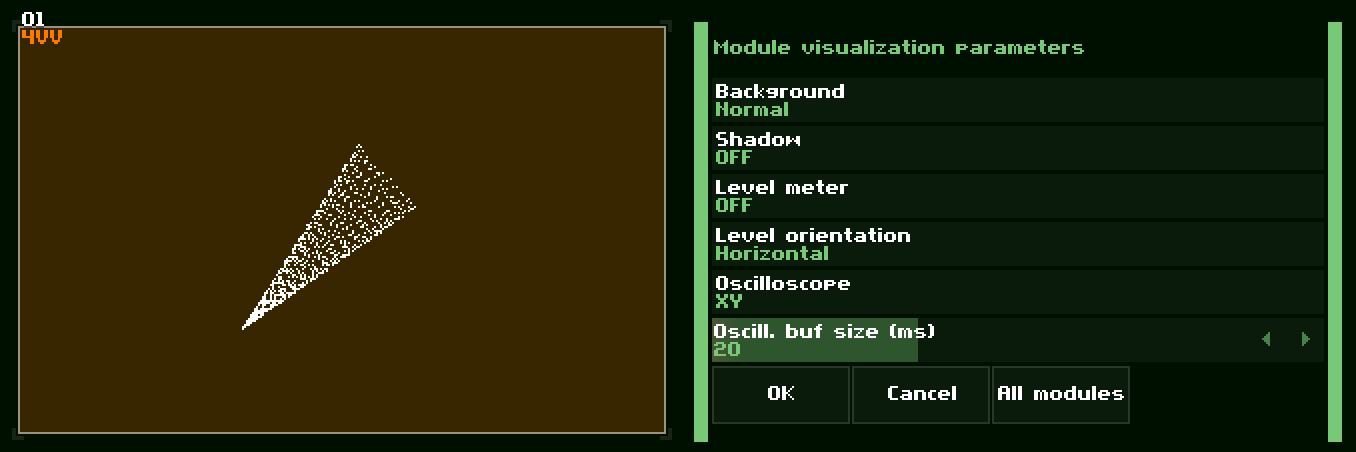 01
Module visualization parameters
Background
Normal
Shadow
OFF
Level meter
OFF
Level orientation
Horizontal
Oscilloscope
XY
Oscill. buf size (ms)
20
OK
Cancel
All modules